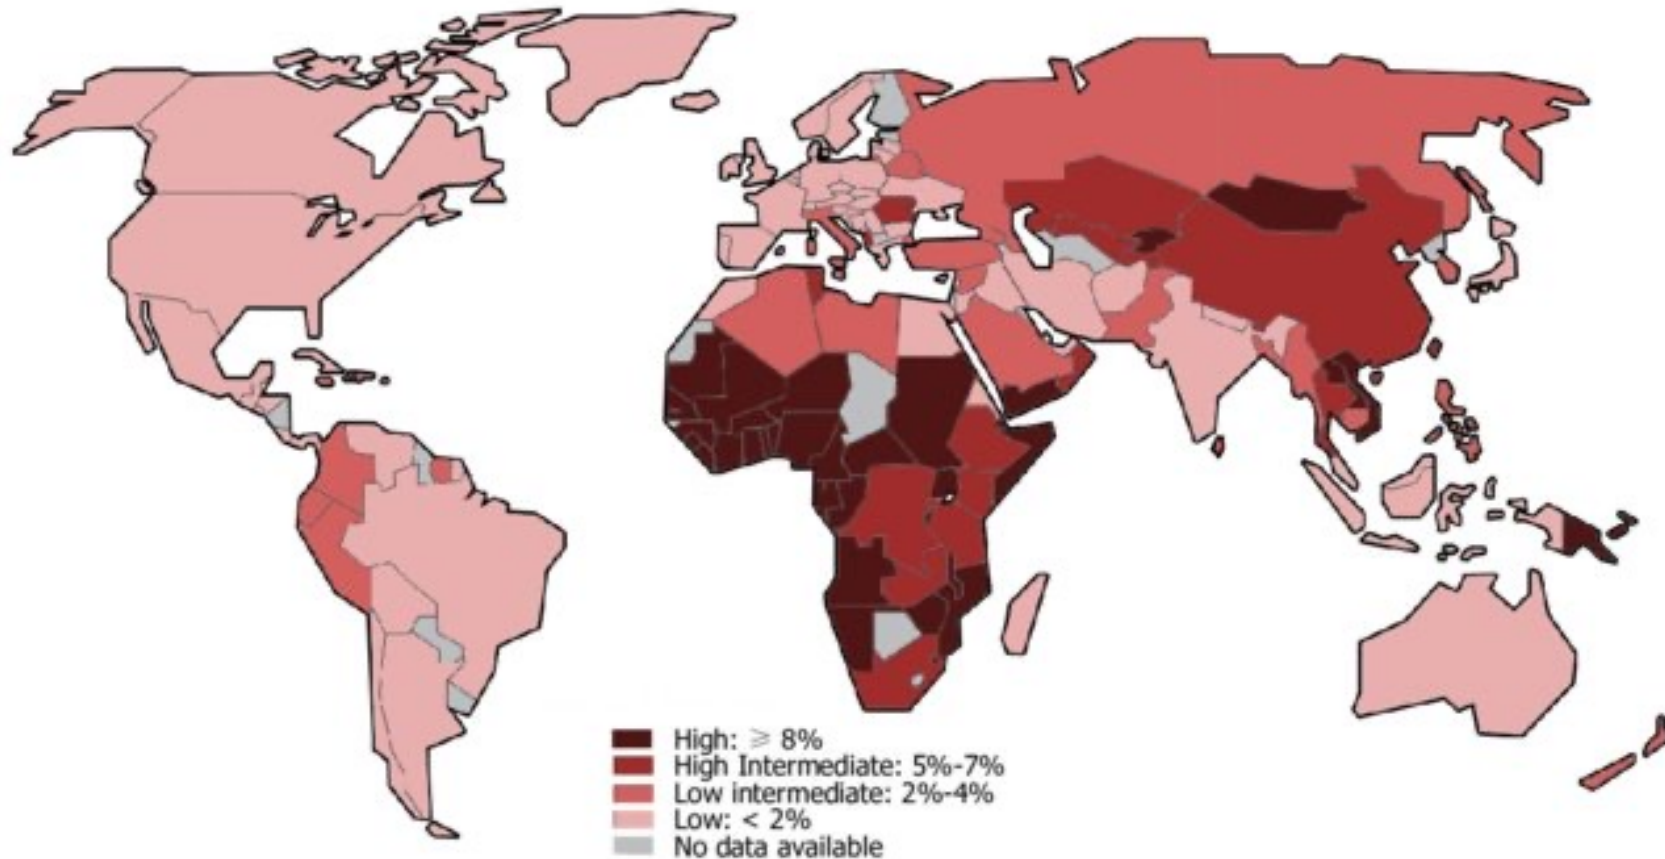 High: ⩾ 8%
High Intermediate: 5%-7%
Low intermediate: 2%-4%
Low: < 2%
No data available